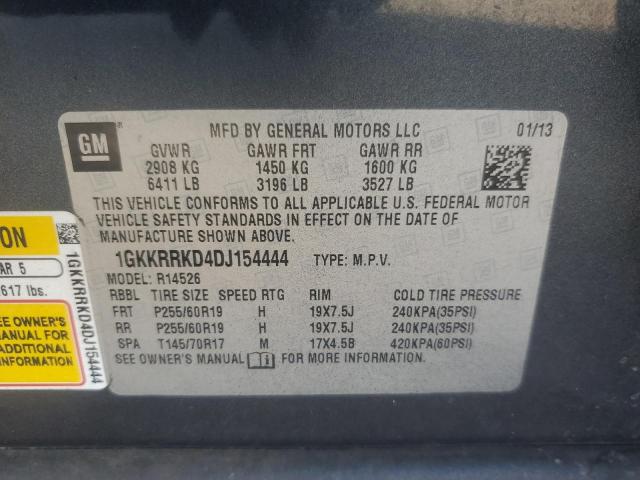 GM
MFD BY GENERAL MOTORS LLC 01/13
GVWR GAWR FRT GAWR RR
2908 KG 1450 KG 1600 KG
6411 LB 3196 LB 3527 LB
THIS VEHICLE CONFORMS TO ALL APPLICABLE U.S. FEDERAL MOTOR
VEHICLE SAFETY STANDARDS IN EFFECT ON THE DATE OF
MANUFACTURE SHOWN ABOVE.
1GKKRRKD4DJ154444 TYPE: M.P.V.
MODEL: R14526
RBBL TIRE SIZE SPEED RTG RIM COLD TIRE PRESSURE
FRT P255/60R19 H 19X7.5J 240KPA(35PSI)
RR P255/60R19 H 19X7.5J 240KPA(35PSI)
SPA T145/70R17 M 17X4.5B 420KPA(60PSI)
SEE OWNER'S MANUAL FOR MORE INFORMATION.
ON
AR 5
617 lbs.
EE OWNER'S
ANUAL FOR
ADDITIONAL
ORMATION
1GKKRRKD4DJ154444